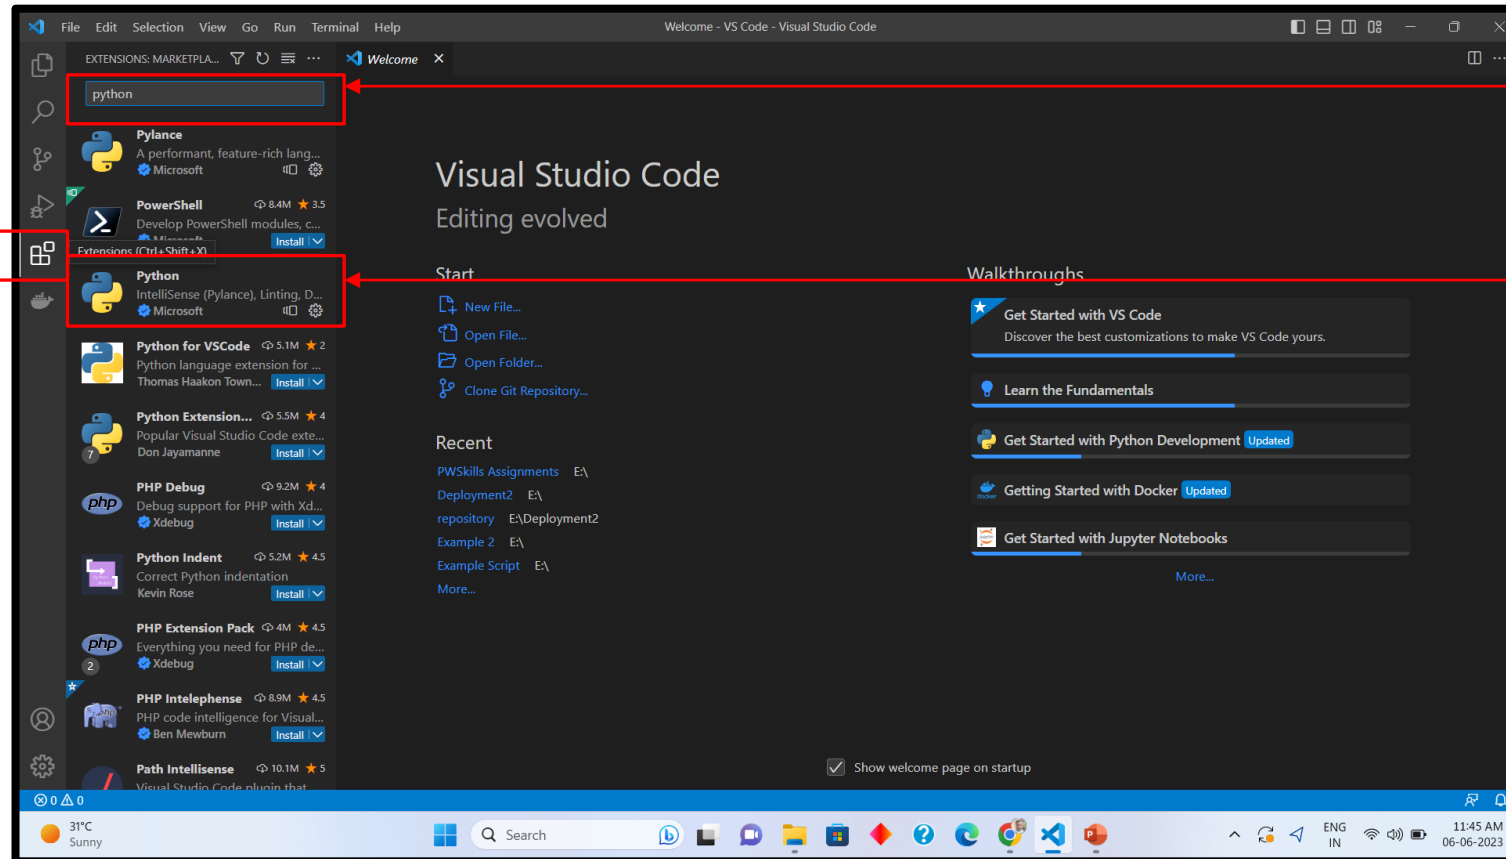 File Edit Selection View Go Run Terminal Help
Welcome - VS Code - Visual Studio Code
EXTENSIONS: MARKETPLA...
Welcome
python
Pylance
A performant, feature-rich lang...
Microsoft
PowerShell 8.4M 3.5
Develop PowerShell modules, c...
Microsoft Install
Extensions (Ctrl+Shift+X)
Python
IntelliSense (Pylance), Linting, D...
Microsoft
Python for VSCode 5.1M 2
Python language extension for ...
Thomas Haakon Town... Install
Python Extension... 5.5M 4
Popular Visual Studio Code exte...
7 Don Jayamanne Install
PHP Debug 9.2M 4
php Debug support for PHP with Xd...
Xdebug Install
Python Indent 5.2M 4.5
Correct Python indentation
Kevin Rose Install
PHP Extension Pack 4M 4.5
php Everything you need for PHP de...
2 Xdebug Install
PHP Intelephense 8.9M 4.5
PHP code intelligence for Visual...
Ben Mewburn Install
Path Intellisense 10.1M 5
Visual Studio Code plugin that
Visual Studio Code
Editing evolved
Start
New File...
Open File...
Open Folder...
Clone Git Repository...
Recent
PWSkills Assignments E:\
Deployment2 E:\
repository E:\Deployment2
Example 2 E:\
Example Script E:\
More...
Walkthroughs
Get Started with VS Code
Discover the best customizations to make VS Code yours.
Learn the Fundamentals
Get Started with Python Development Updated
Getting Started with Docker Updated
Get Started with Jupyter Notebooks
More...
Show welcome page on startup
0 0
31°C
Sunny
Search
ENG
IN
11:45 AM
06-06-2023